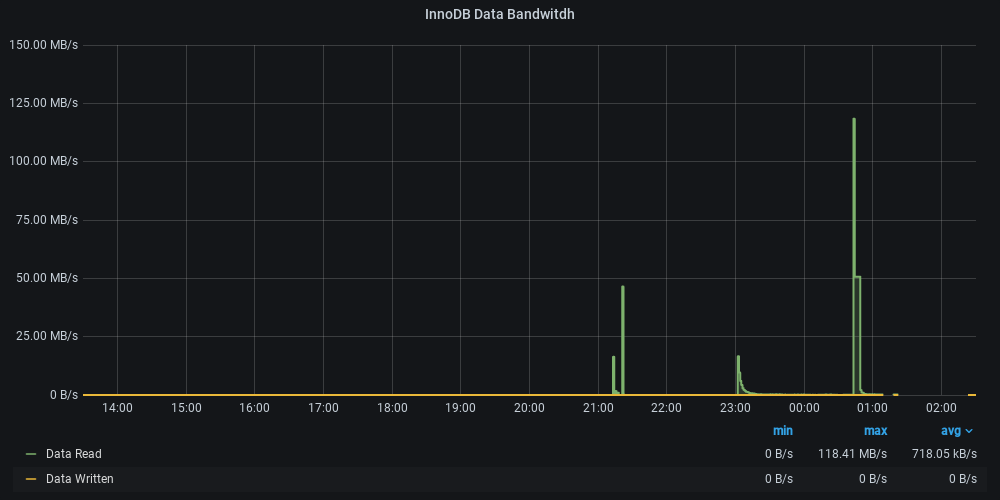 InnoDB Data Bandwitdh
150.00 MB/s
125.00 MB/s
100.00 MB/s
75.00 MB/s
50.00 MB/s
25.00 MB/s
0 B/s
14:00 15:00 16:00 17:00 18:00 19:00 20:00 21:00 22:00 23:00 00:00 01:00 02:00
min max avg
Data Read 0 B/s 118.41 MB/s 718.05 kB/s
Data Written 0 B/s 0 B/s 0 B/s